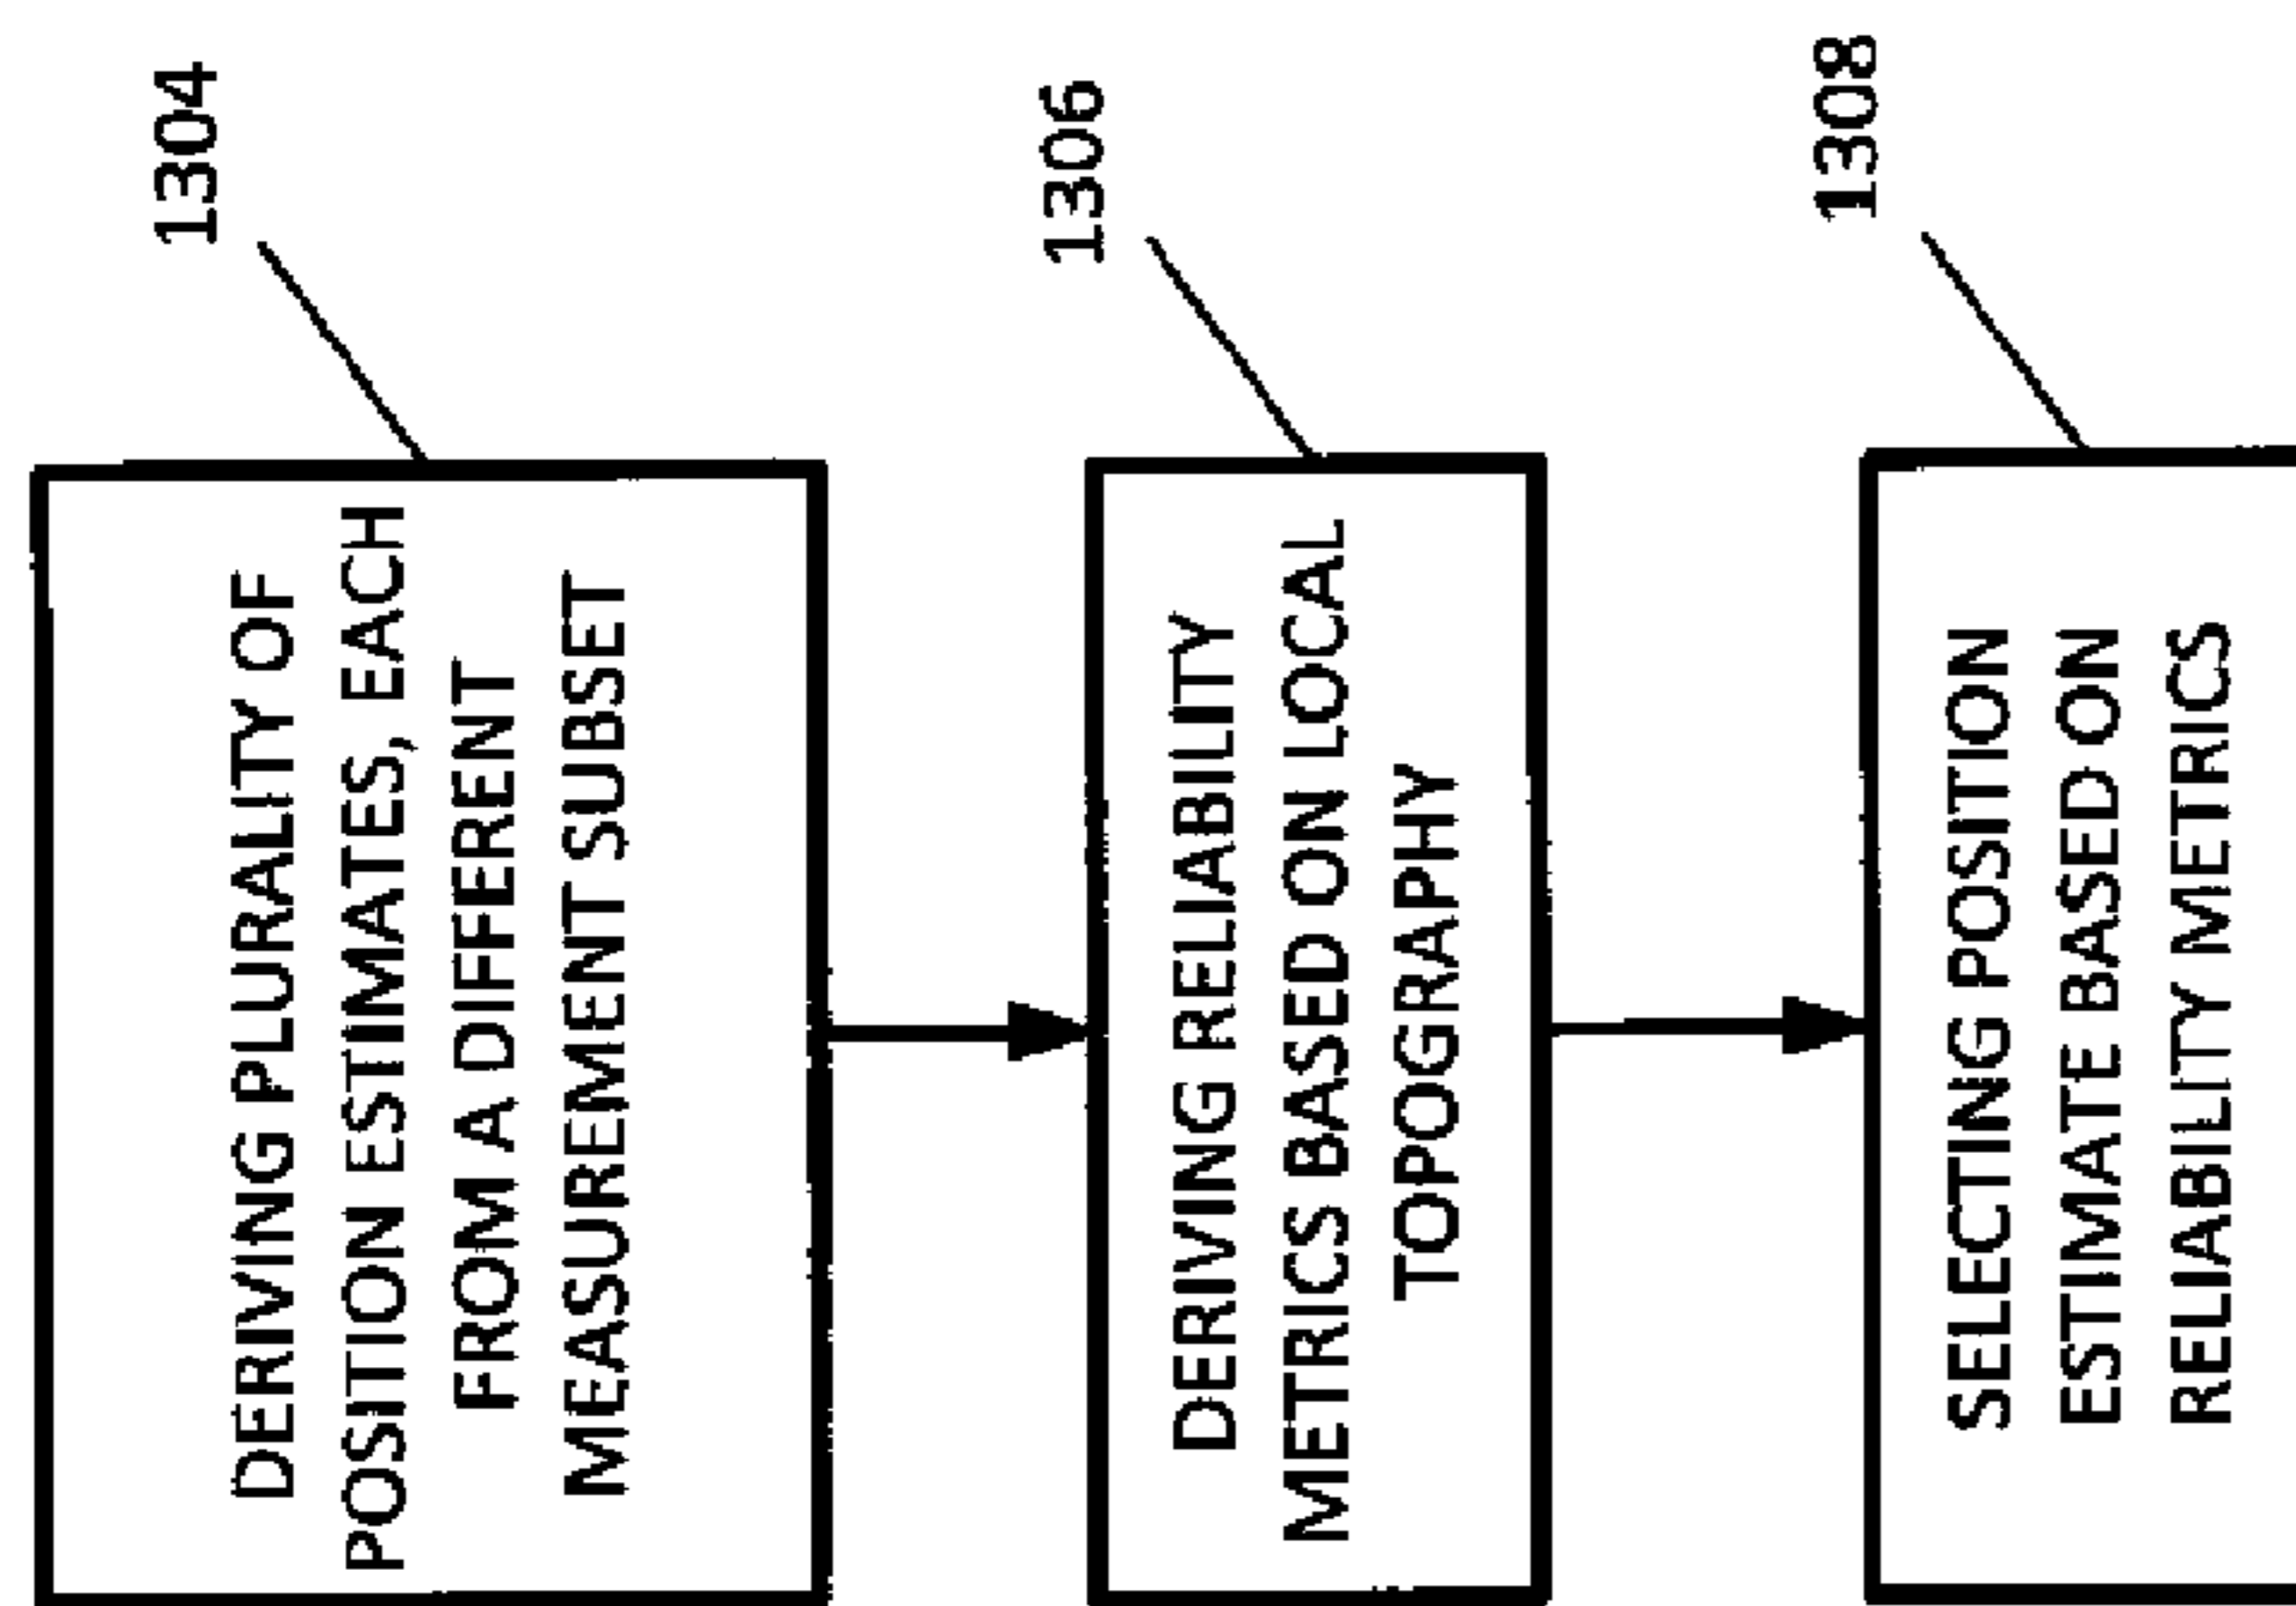 1304
DERIVING PLURALITY OF
POSITION ESTIMATES, EACH
FROM A DIFFERENT
MEASUREMENT SUBSET
1306
DERIVING RELIABILITY
METRICS BASED ON LOCAL
TOPOGRAPHY
1308
SELECTING POSITION
ESTIMATE BASED ON
RELIABILITY METRICS